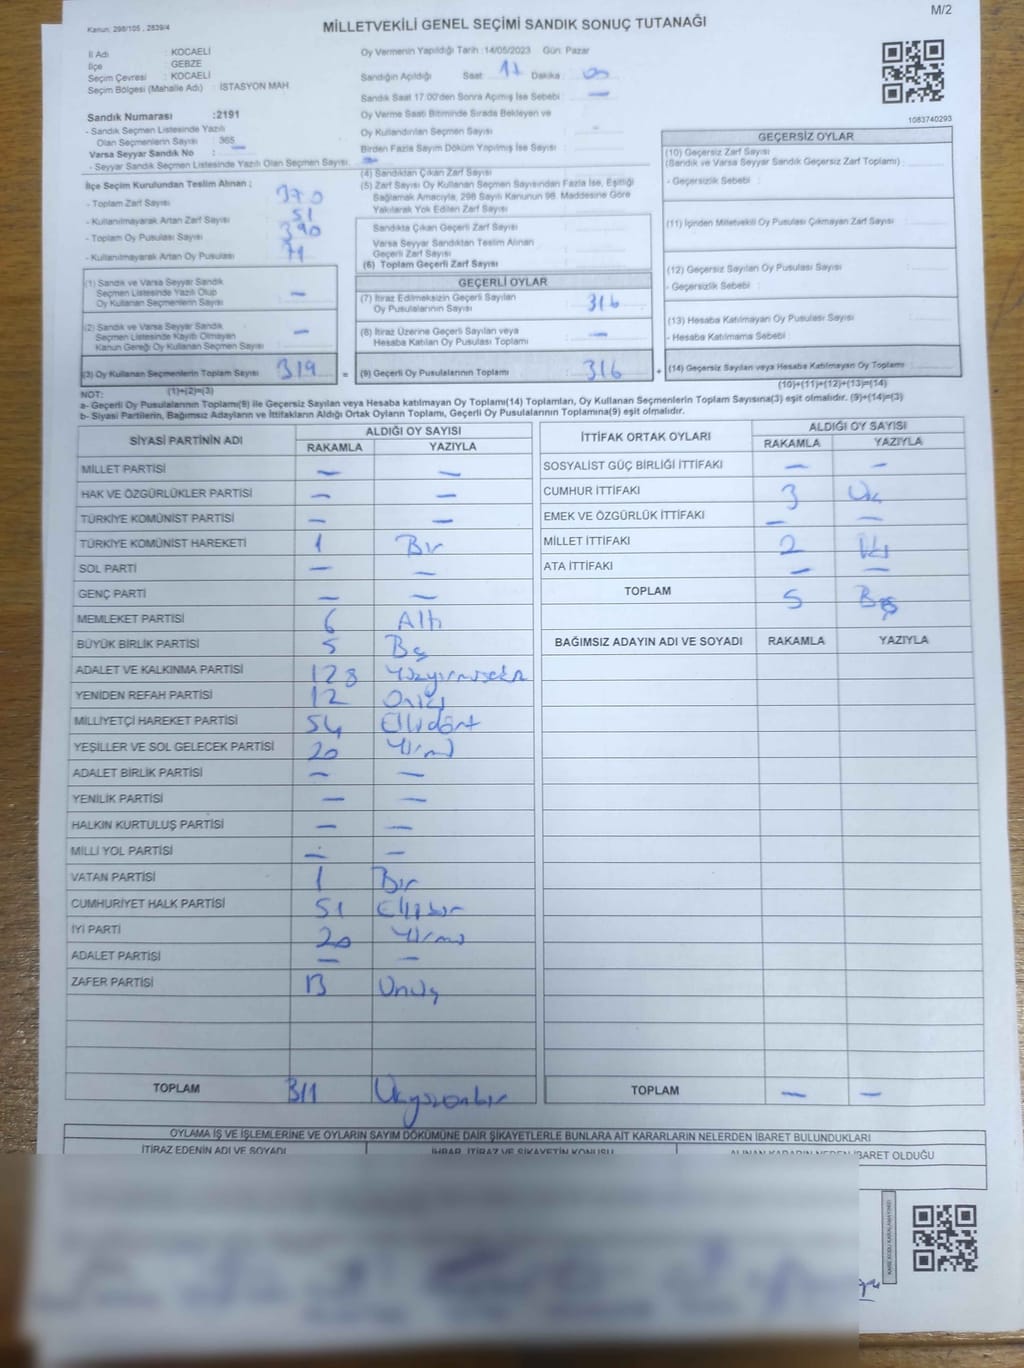 Kanun: 298/105 , 2839/4
M/2
MİLLETVEKİLİ GENEL SEÇİMİ SANDIK SONUÇ TUTANAĞI
İl Adı : KOCAELİ
İlçe : GEBZE
Seçim Çevresi : KOCAELİ
Seçim Bölgesi (Mahalle Adı) : İSTASYON MAH.
Sandık Numarası :2191
- Sandık Seçmen Listesinde Yazılı
Olan Seçmenlerin Sayısı : 365
Varsa Seyyar Sandık No : —
- Seyyar Sandık Seçmen Listesinde Yazılı Olan Seçmen Sayısı : —
Oy Vermenin Yapıldığı Tarih :14/05/2023 Gün: Pazar
Sandığın Açıldığı Saat 17 Dakika : 00
Sandık Saat 17.00'den Sonra Açımış İse Sebebi : —
Oy Verme Saati Bitiminde Sırada Bekleyen ve
Oy Kullandırılan Seçmen Sayısı : —
Birden Fazla Sayım Döküm Yapılmış İse Sayısı :
1083740293
İlçe Seçim Kurulundan Teslim Alınan ;
- Toplam Zarf Sayısı : 370
- Kullanılmayarak Artan Zarf Sayısı : 51
- Toplam Oy Pusulası Sayısı : 390
- Kullanılmayarak Artan Oy Pusulası : 71
(1) Sandık ve Varsa Seyyar Sandık
Seçmen Listesinde Yazılı Olup
Oy Kullanan Seçmenlerin Sayısı : —
(2) Sandık ve Varsa Seyyar Sandık
Seçmen Listesinde Kayıtlı Olmayan
Kanun Gereği Oy Kullanan Seçmen Sayısı : —
(3) Oy Kullanan Seçmenlerin Toplam Sayısı : 319
(4) Sandıktan Çıkan Zarf Sayısı :
(5) Zarf Sayısı Oy Kullanan Seçmen Sayısından Fazla İse, Eşitliği
Sağlamak Amacıyla, 298 Sayılı Kanunun 98. Maddesine Göre
Yakılarak Yok Edilen Zarf Sayısı :
Sandıkta Çıkan Geçerli Zarf Sayısı :
Varsa Seyyar Sandıktan Teslim Alınan
Geçerli Zarf Sayısı :
(6) Toplam Geçerli Zarf Sayısı :
GEÇERLİ OYLAR
(7) İtiraz Edilmeksizin Geçerli Sayılan
Oy Pusulalarının Sayısı : 316
(8) İtiraz Üzerine Geçerli Sayılan veya
Hesaba Katılan Oy Pusulası Toplamı : —
= (9) Geçerli Oy Pusulalarının Toplamı : 316
GEÇERSİZ OYLAR
(10) Geçersiz Zarf Sayısı
(Sandık ve Varsa Seyyar Sandık Geçersiz Zarf Toplamı) :
- Geçersizlik Sebebi :
(11) İçinden Milletvekili Oy Pusulası Çıkmayan Zarf Sayısı :
(12) Geçersiz Sayılan Oy Pusulası Sayısı :
- Geçersizlik Sebebi :
(13) Hesaba Katılmayan Oy Pusulası Sayısı :
- Hesaba Katılmama Sebebi :
+ (14) Geçersiz Sayılan veya Hesaba Katılmayan Oy Toplamı :
NOT: (1)+(2)=(3)
(10)+(11)+(12)+(13)=(14)
a- Geçerli Oy Pusulalarının Toplamı(9) ile Geçersiz Sayılan veya Hesaba katılmayan Oy Toplamı(14) Toplamları, Oy Kullanan Seçmenlerin Toplam Sayısına(3) eşit olmalıdır. (9)+(14)=(3)
b- Siyasi Partilerin, Bağımsız Adayların ve İttifakların Aldığı Ortak Oyların Toplamı, Geçerli Oy Pusulalarının Toplamına(9) eşit olmalıdır.
SİYASİ PARTİNİN ADI ALDIĞI OY SAYISI
RAKAMLA YAZIYLA
MİLLET PARTİSİ — —
HAK VE ÖZGÜRLÜKLER PARTİSİ — —
TÜRKİYE KOMÜNİST PARTİSİ — —
TÜRKİYE KOMÜNİST HAREKETİ 1 Bir
SOL PARTİ — —
GENÇ PARTİ — —
MEMLEKET PARTİSİ 6 Altı
BÜYÜK BİRLİK PARTİSİ 5 Beş
ADALET VE KALKINMA PARTİSİ 128 Yüzyirmisekiz
YENİDEN REFAH PARTİSİ 12 Oniki
MİLLİYETÇİ HAREKET PARTİSİ 54 Ellidört
YEŞİLLER VE SOL GELECEK PARTİSİ 20 Yirmi
ADALET BİRLİK PARTİSİ — —
YENİLİK PARTİSİ — —
HALKIN KURTULUŞ PARTİSİ — —
MİLLİ YOL PARTİSİ — —
VATAN PARTİSİ 1 Bir
CUMHURİYET HALK PARTİSİ 51 Ellibir
İYİ PARTİ 20 Yirmi
ADALET PARTİSİ — —
ZAFER PARTİSİ 13 Onüç
TOPLAM 311 Üçyüzonbir
İTTİFAK ORTAK OYLARI ALDIĞI OY SAYISI
RAKAMLA YAZIYLA
SOSYALİST GÜÇ BİRLİĞİ İTTİFAKI — —
CUMHUR İTTİFAKI 3 Üç
EMEK VE ÖZGÜRLÜK İTTİFAKI — —
MİLLET İTTİFAKI 2 İki
ATA İTTİFAKI — —
TOPLAM 5 Beş
BAĞIMSIZ ADAYIN ADI VE SOYADI RAKAMLA YAZIYLA
TOPLAM — —
OYLAMA İŞ VE İŞLEMLERİNE VE OYLARIN SAYIM DÖKÜMÜNE DAİR ŞİKAYETLERLE BUNLARA AİT KARARLARIN NELERDEN İBARET BULUNDUKLARI
İTİRAZ EDENİN ADI VE SOYADI İHBAR, İTİRAZ VE ŞİKAYETİN KONUSU ALINAN KARARIN NEDEN İBARET OLDUĞU